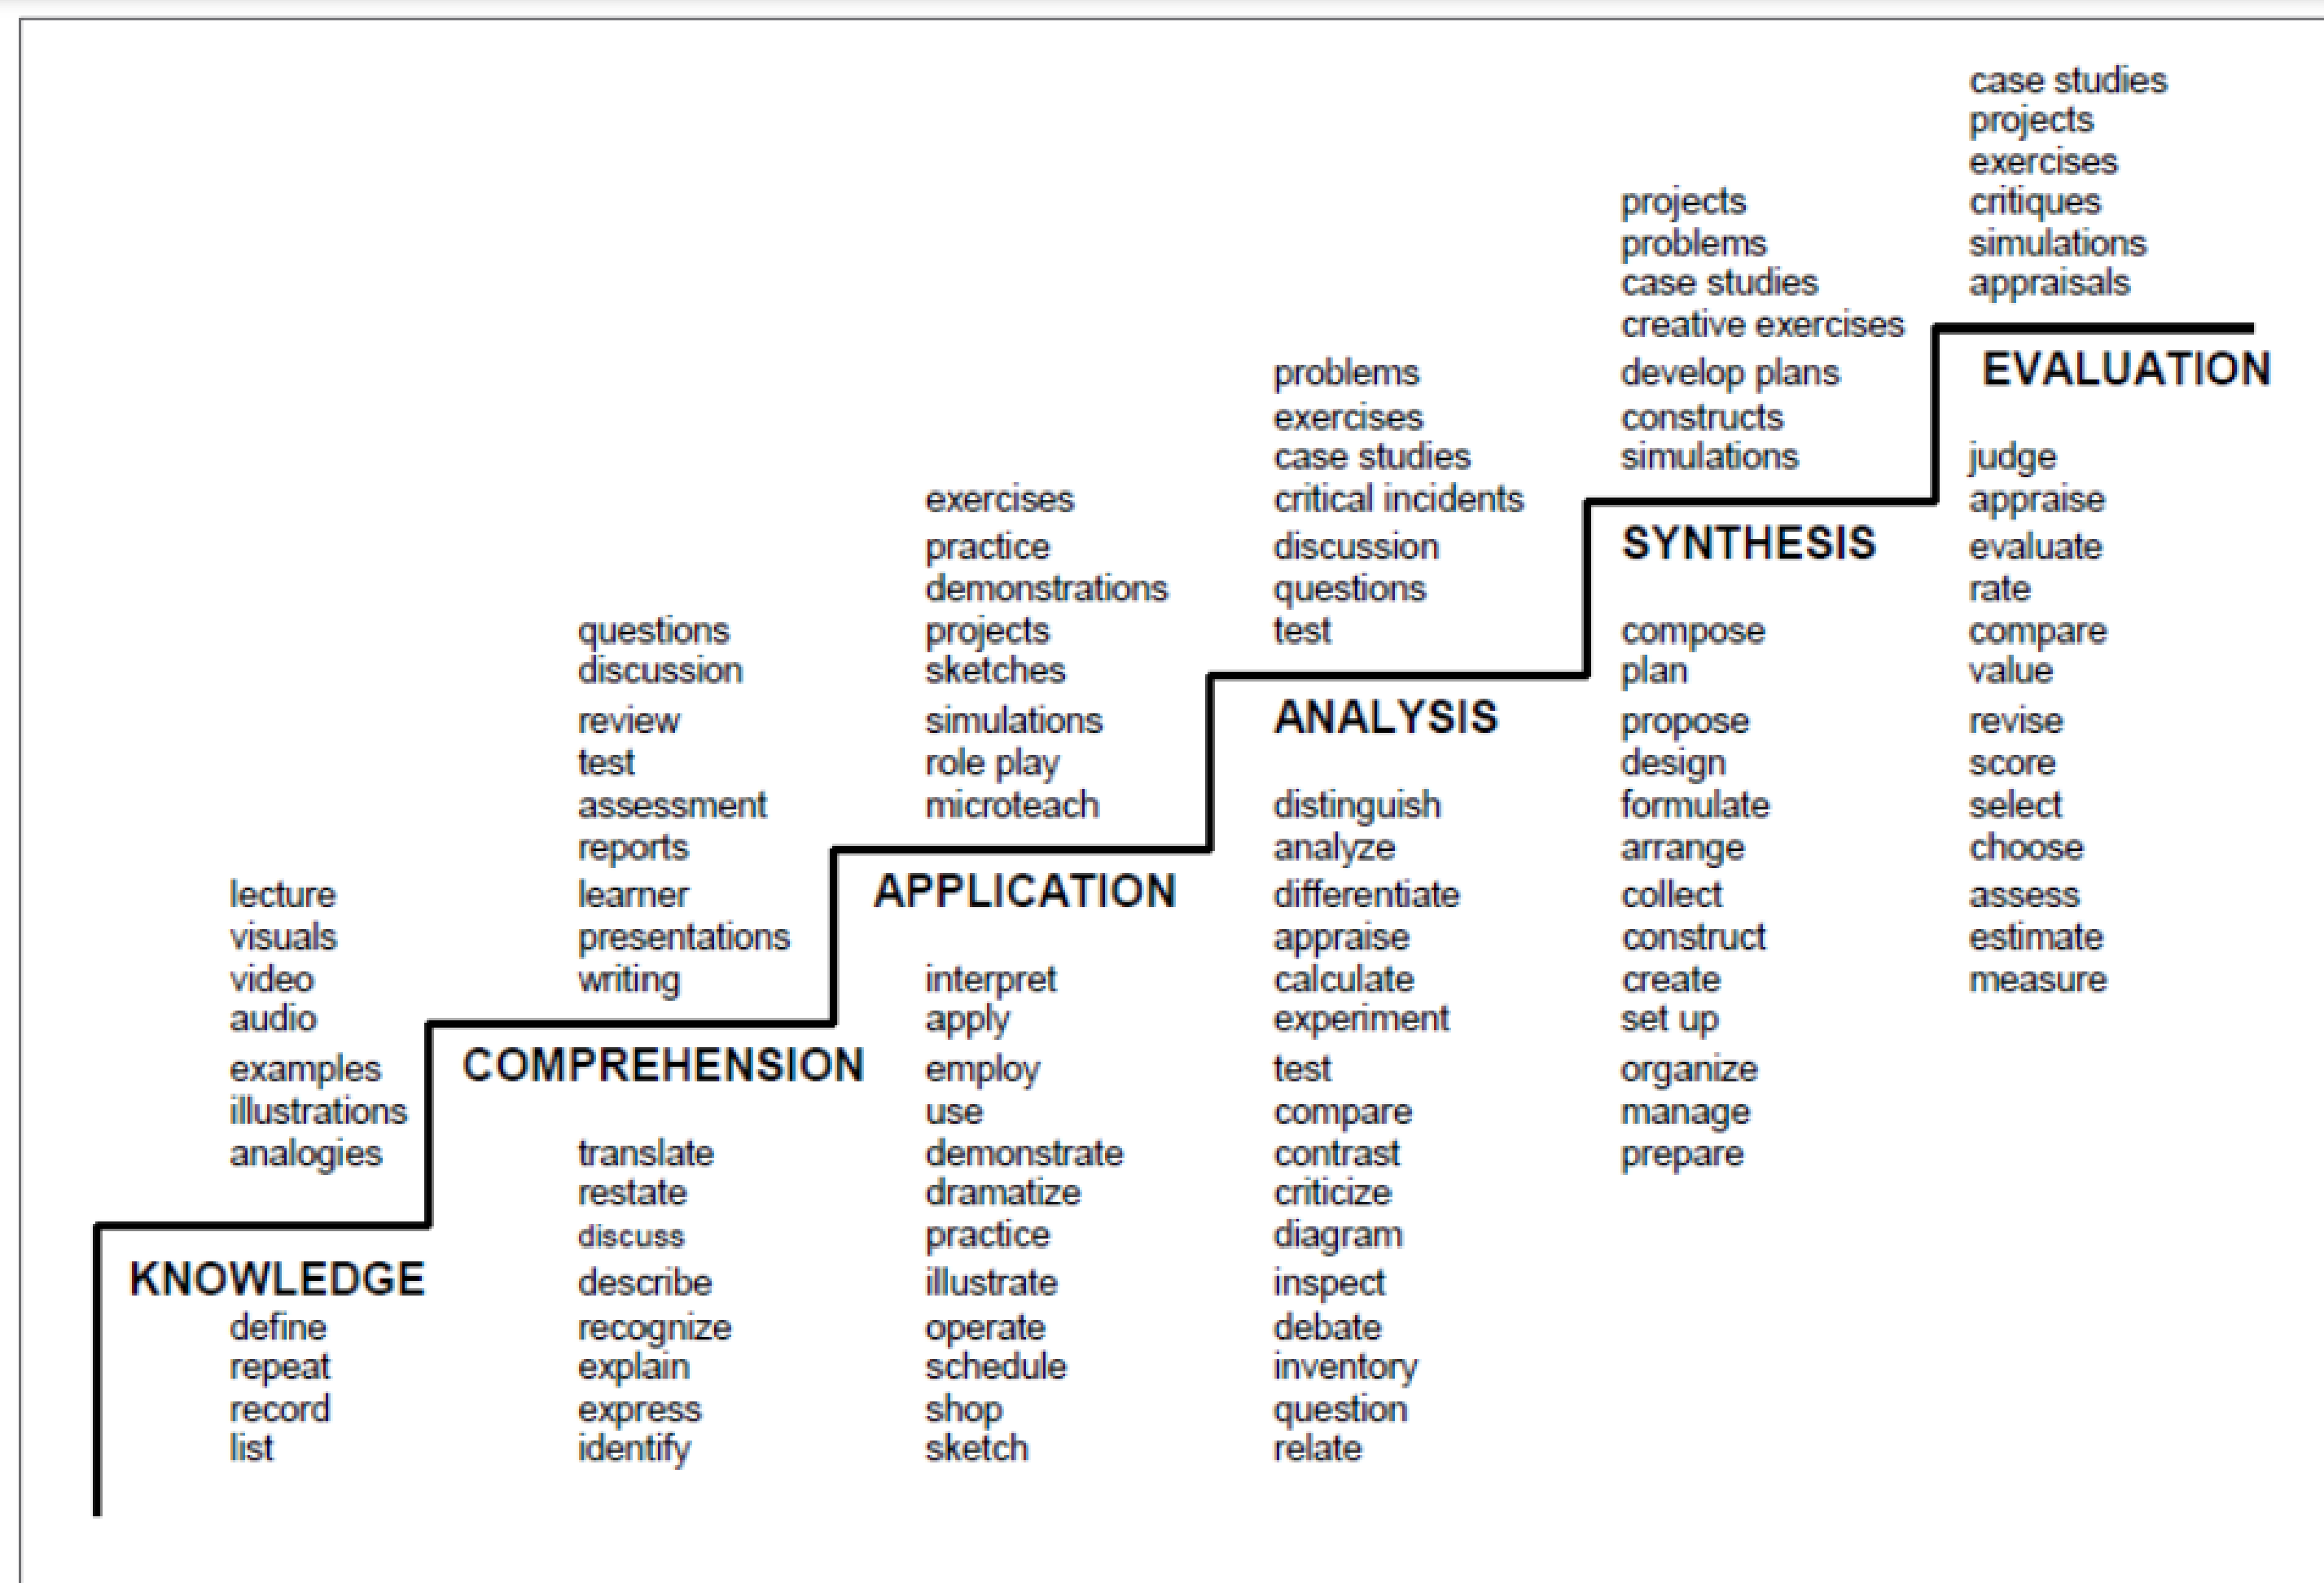 lecture
visuals
video
audio
examples
illustrations
analogies
KNOWLEDGE
define
repeat
record
list
questions
discussion
review
test
assessment
reports
learner
presentations
writing
COMPREHENSION
translate
restate
discuss
describe
recognize
explain
express
identify
exercises
practice
demonstrations
projects
sketches
simulations
role play
microteach
APPLICATION
interpret
apply
employ
use
demonstrate
dramatize
practice
illustrate
operate
schedule
shop
sketch
problems
exercises
case studies
critical incidents
discussion
questions
test
ANALYSIS
distinguish
analyze
differentiate
appraise
calculate
experiment
test
compare
contrast
criticize
diagram
inspect
debate
inventory
question
relate
projects
problems
case studies
creative exercises
develop plans
constructs
simulations
SYNTHESIS
compose
plan
propose
design
formulate
arrange
collect
construct
create
set up
organize
manage
prepare
case studies
projects
exercises
critiques
simulations
appraisals
EVALUATION
judge
appraise
evaluate
rate
compare
value
revise
score
select
choose
assess
estimate
measure